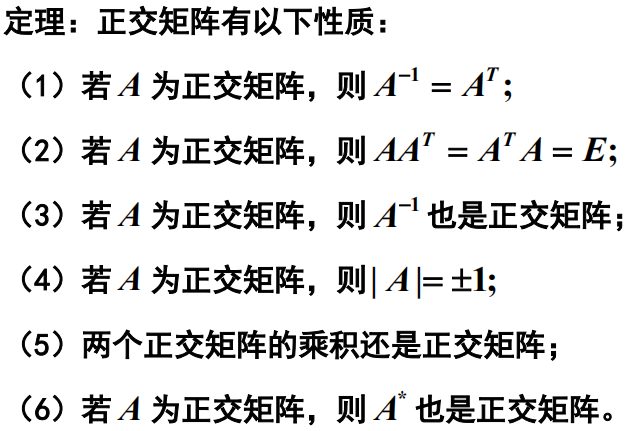 定理：正交矩阵有以下性质：
（1）若 A 为正交矩阵，则 A⁻¹ = Aᵀ;
（2）若 A 为正交矩阵，则 AAᵀ = AᵀA = E;
（3）若 A 为正交矩阵，则 A⁻¹ 也是正交矩阵；
（4）若 A 为正交矩阵，则| A |= ±1;
（5）两个正交矩阵的乘积还是正交矩阵；
（6）若 A 为正交矩阵，则 A* 也是正交矩阵。